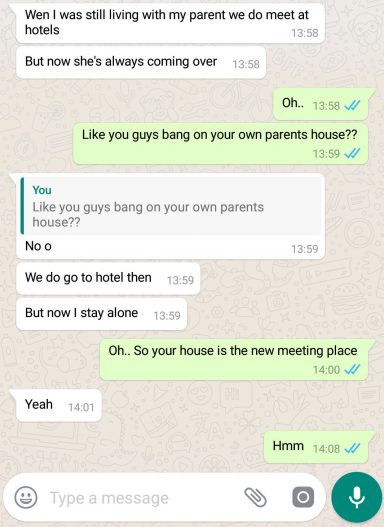 Wen I was still living with my parent we do meet at
hotels
13:58
But now she's always coming over 13:58
Oh.. 13:58
Like you guys bang on your own parents house??
13:59
You
Like you guys bang on your own parents
house??
No o
13:59
We do go to hotel then 13:59
But now I stay alone 13:59
Oh.. So your house is the new meeting place
14:00
Yeah 14:01
Hmm 14:08
Type a message